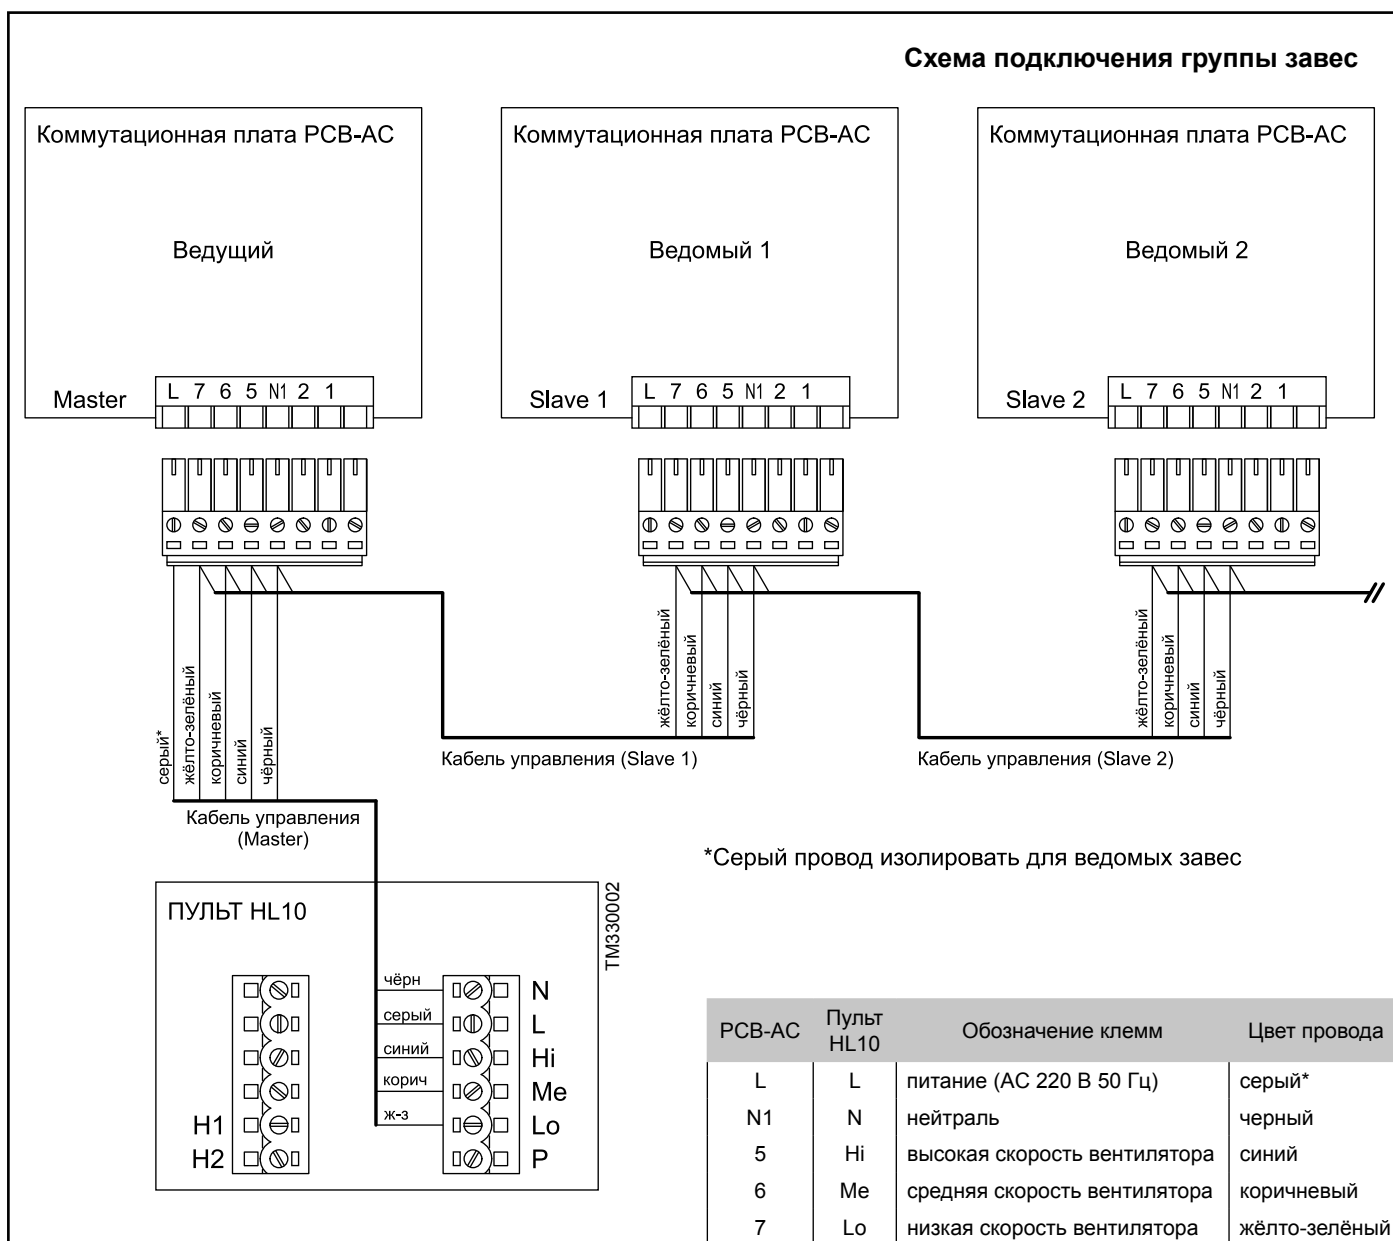 Схема подключения группы завес
Коммутационная плата PCB-AC
Коммутационная плата PCB-AC
Коммутационная плата PCB-AC
Ведущий
Ведомый 1
Ведомый 2
Master
L 7 6 5 N1 2 1
Slave 1
L 7 6 5 N1 2 1
Slave 2
L 7 6 5 N1 2 1
серый*
жёлто-зелёный
коричневый
синий
чёрный
жёлто-зелёный
коричневый
синий
чёрный
жёлто-зелёный
коричневый
синий
чёрный
Кабель управления (Slave 1)
Кабель управления (Slave 2)
Кабель управления
(Master)
*Серый провод изолировать для ведомых завес
ПУЛЬТ HL10
TM330002
чёрн N
серый L
синий Hi
корич Me
H1 ж-з Lo
H2 P
PCB-AC Пульт HL10 Обозначение клемм Цвет провода
L L питание (АС 220 В 50 Гц) серый*
N1 N нейтраль черный
5 Hi высокая скорость вентилятора синий
6 Me средняя скорость вентилятора коричневый
7 Lo низкая скорость вентилятора жёлто-зелёный